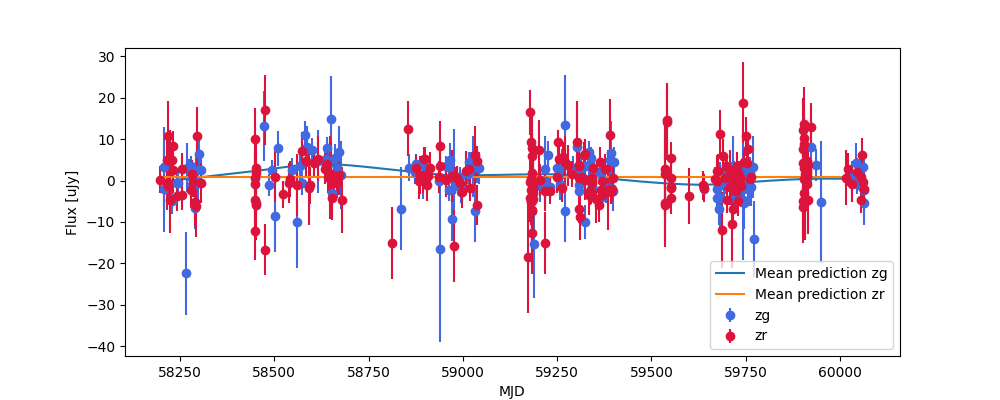 30
20
10
0
−10
−20
−30
−40
Flux [uJy]
58250 58500 58750 59000 59250 59500 59750 60000
MJD
Mean prediction zg
Mean prediction zr
zg
zr